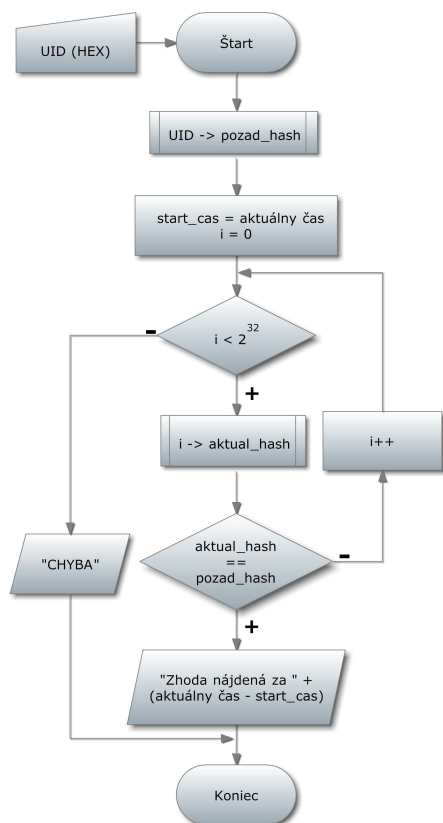 UID (HEX)
Štart
UID -> pozad_hash
start_cas = aktuálny čas
i = 0
i < 2^32
-
+
i -> aktual_hash
i++
aktual_hash
==
pozad_hash
-
+
"CHYBA"
"Zhoda nájdená za " +
(aktuálny čas - start_cas)
Koniec